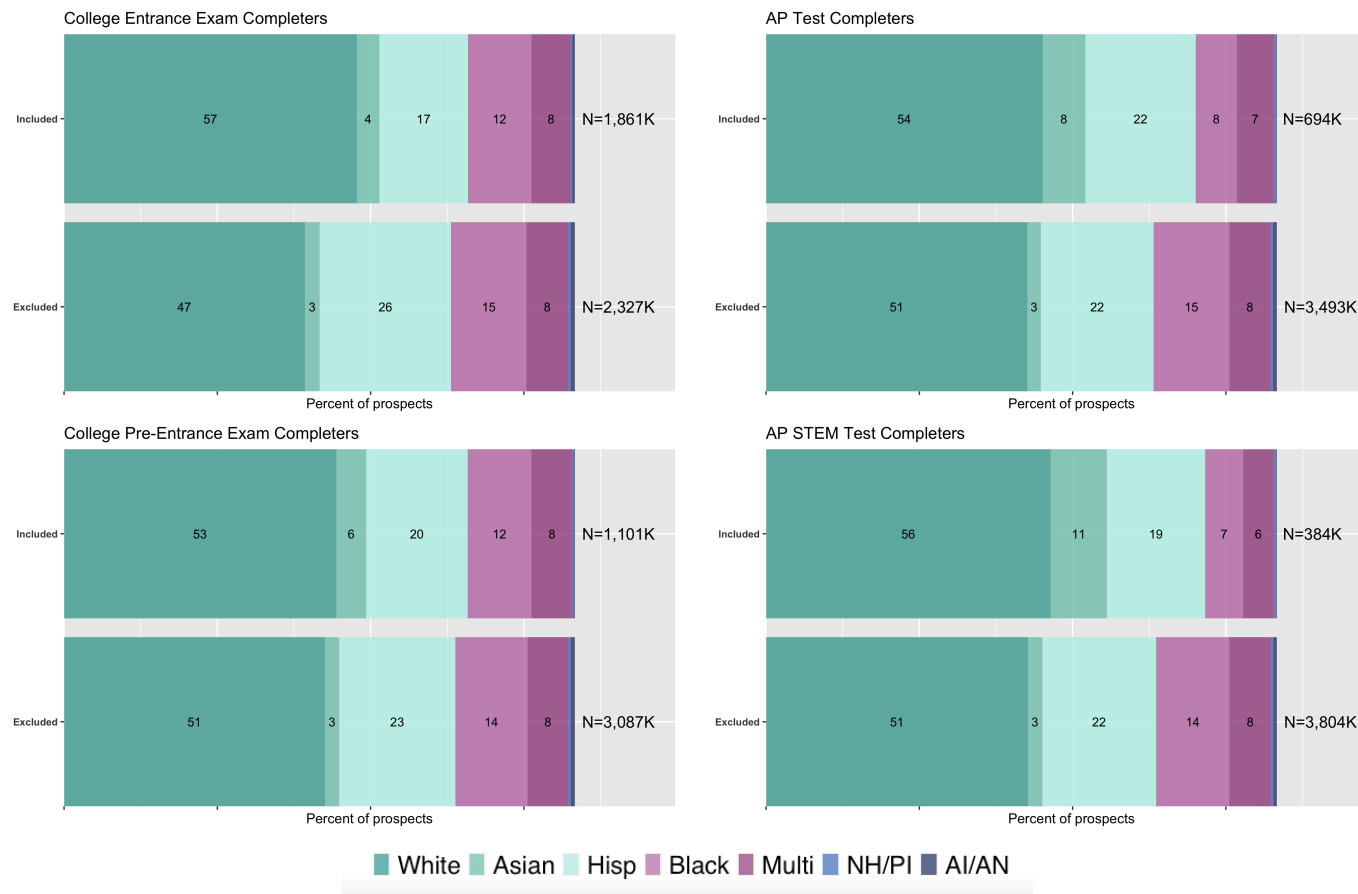 College Entrance Exam Completers
Included 57 4 17 12 8 N=1,861K
Excluded 47 3 26 15 8 N=2,327K
Percent of prospects
AP Test Completers
Included 54 8 22 8 7 N=694K
Excluded 51 3 22 15 8 N=3,493K
Percent of prospects
College Pre-Entrance Exam Completers
Included 53 6 20 12 8 N=1,101K
Excluded 51 3 23 14 8 N=3,087K
Percent of prospects
AP STEM Test Completers
Included 56 11 19 7 6 N=384K
Excluded 51 3 22 14 8 N=3,804K
Percent of prospects
White Asian Hisp Black Multi NH/PI AI/AN